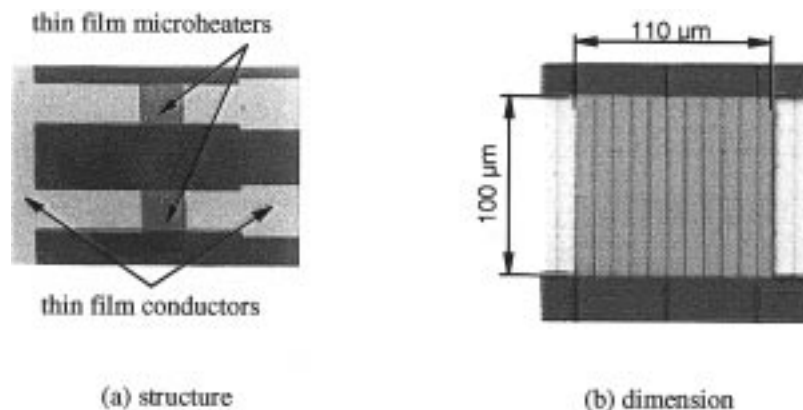 thin film microheaters
110 µm
100 µm
thin film conductors
(a) structure
(b) dimension